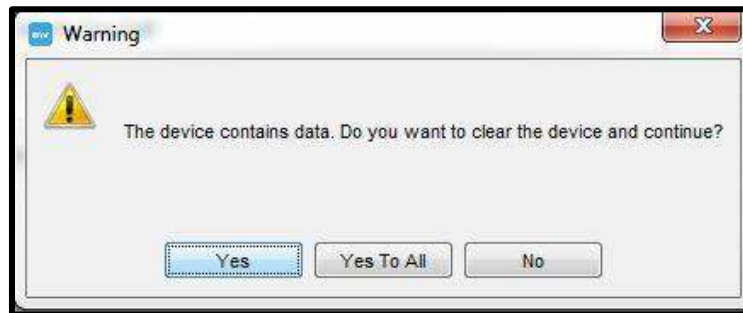 Warning
The device contains data. Do you want to clear the device and continue?
Yes
Yes To All
No